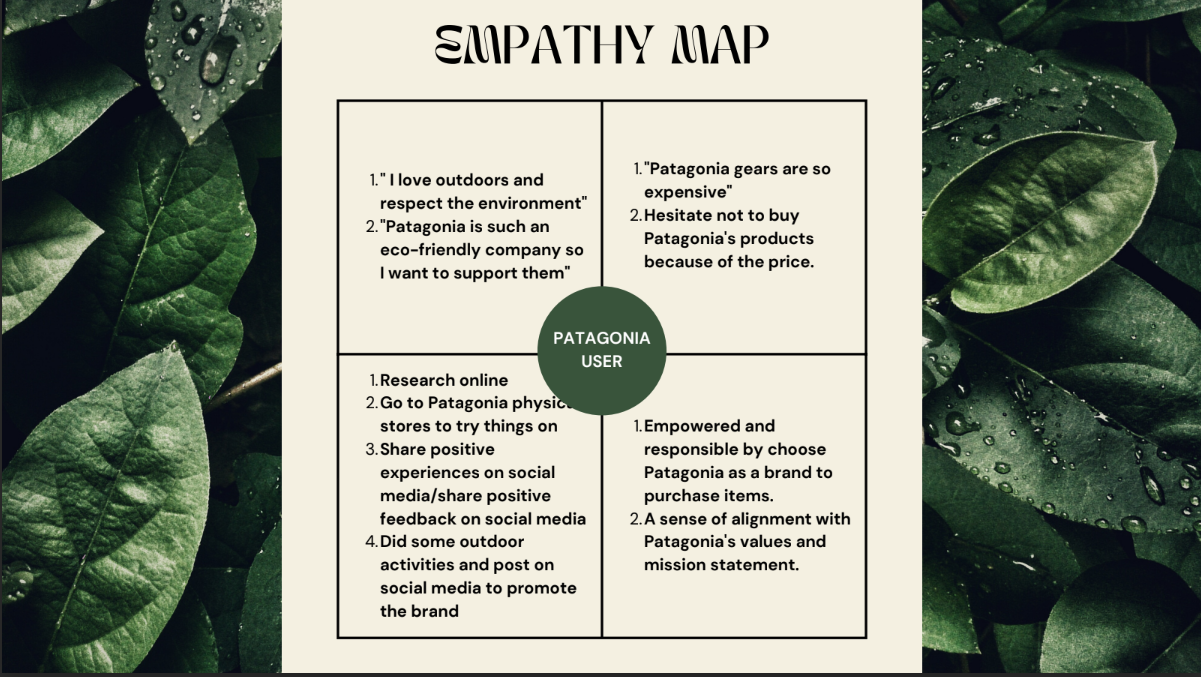 EMPATHY MAP
1." I love outdoors and
respect the environment"
2."Patagonia is such an
eco-friendly company so
I want to support them"
1."Patagonia gears are so
expensive"
2.Hesitate not to buy
Patagonia's products
because of the price.
PATAGONIA
USER
1.Research online
2.Go to Patagonia
stores to try things on
3.Share positive
experiences on social
media/share positive
feedback on social media
4.Did some outdoor
activities and post on
social media to promote
the brand
1.Empowered and
responsible by choose
Patagonia as a brand to
purchase items.
2.A sense of alignment with
Patagonia's values and
mission statement.